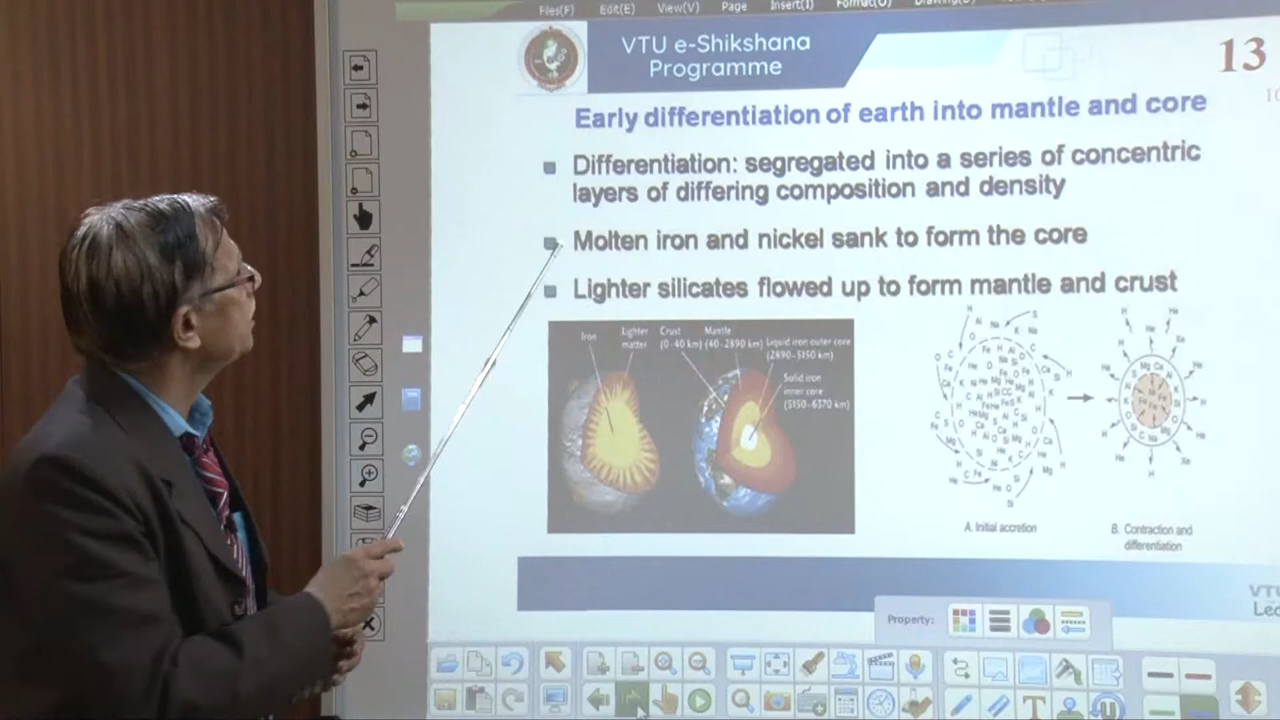 Files(F) Edit(E) View(V) Page Insert(I) Format(O)
VTU e-Shikshana
Programme
13
Early differentiation of earth into mantle and core
Differentiation: segregated into a series of concentric
layers of differing composition and density
Molten iron and nickel sank to form the core
Lighter silicates flowed up to form mantle and crust
Iron
Lighter
matter
Crust
(0-40 km)
Mantle
(40-2890 km)
Liquid iron outer core
(2890-5150 km)
Solid iron
inner core
(5150-6370 km)
A. Initial accretion
B. Contraction and
differentiation
VTU
Property: